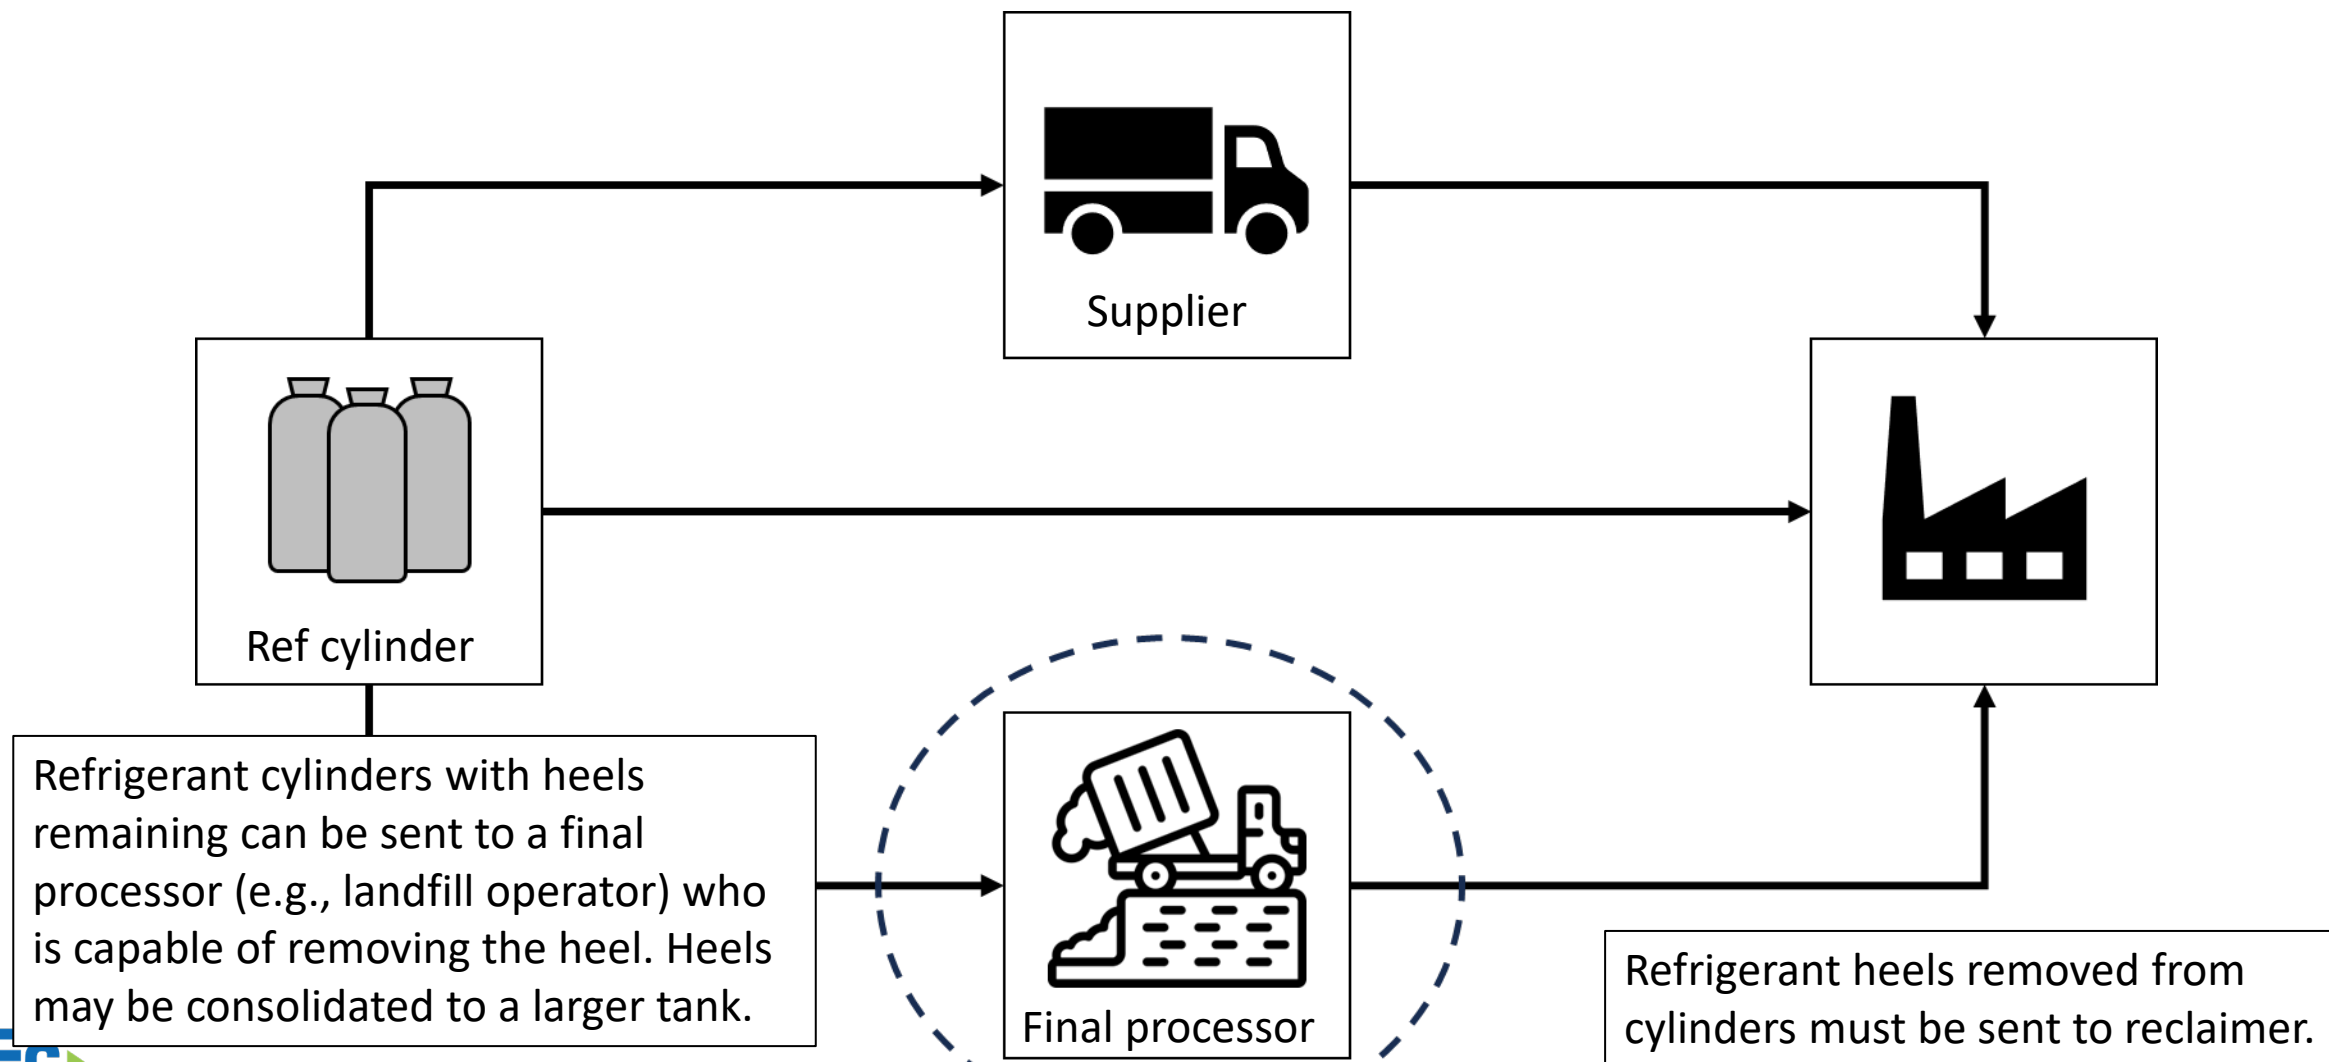 Supplier
Ref cylinder
Refrigerant cylinders with heels
remaining can be sent to a final
processor (e.g., landfill operator) who
is capable of removing the heel. Heels
may be consolidated to a larger tank.
Final processor
Refrigerant heels removed from
cylinders must be sent to reclaimer.